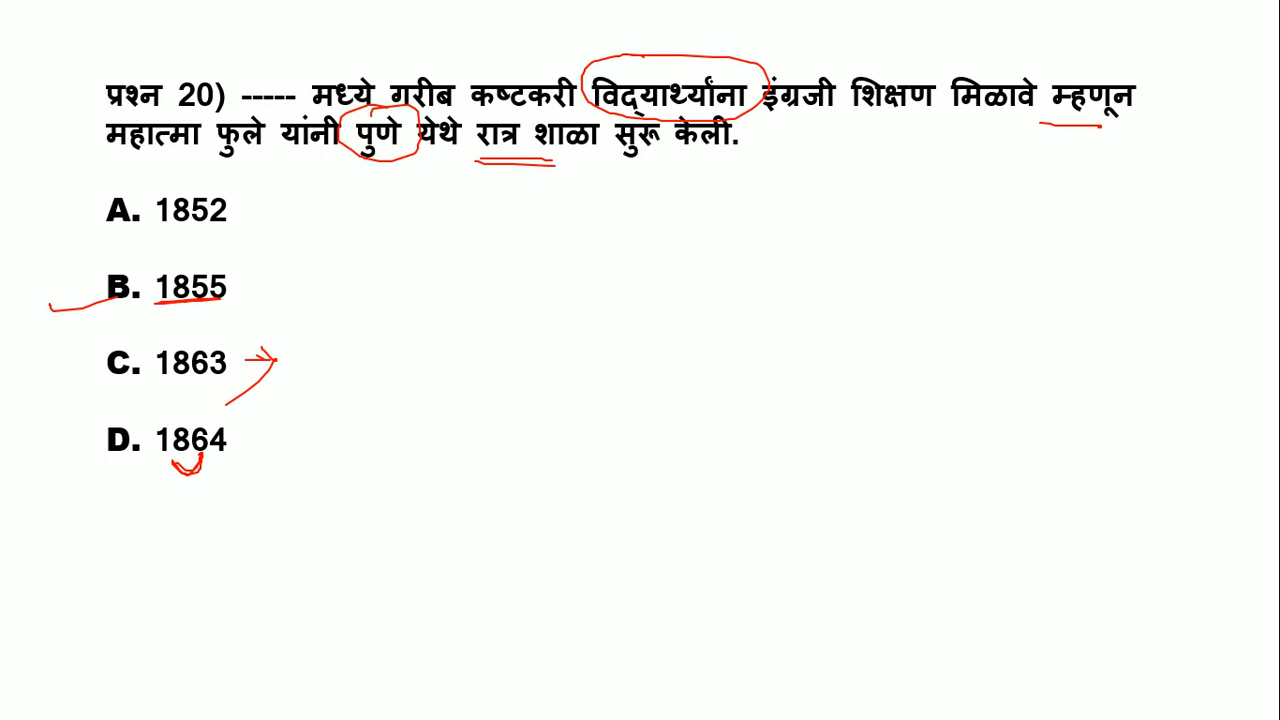 प्रश्न 20) ----- मध्ये गरीब कष्टकरी विद्यार्थ्यांना इंग्रजी शिक्षण मिळावे म्हणून
महात्मा फुले यांनी पुणे येथे रात्र शाळा सुरू केली.
A. 1852
B. 1855
C. 1863
D. 1864